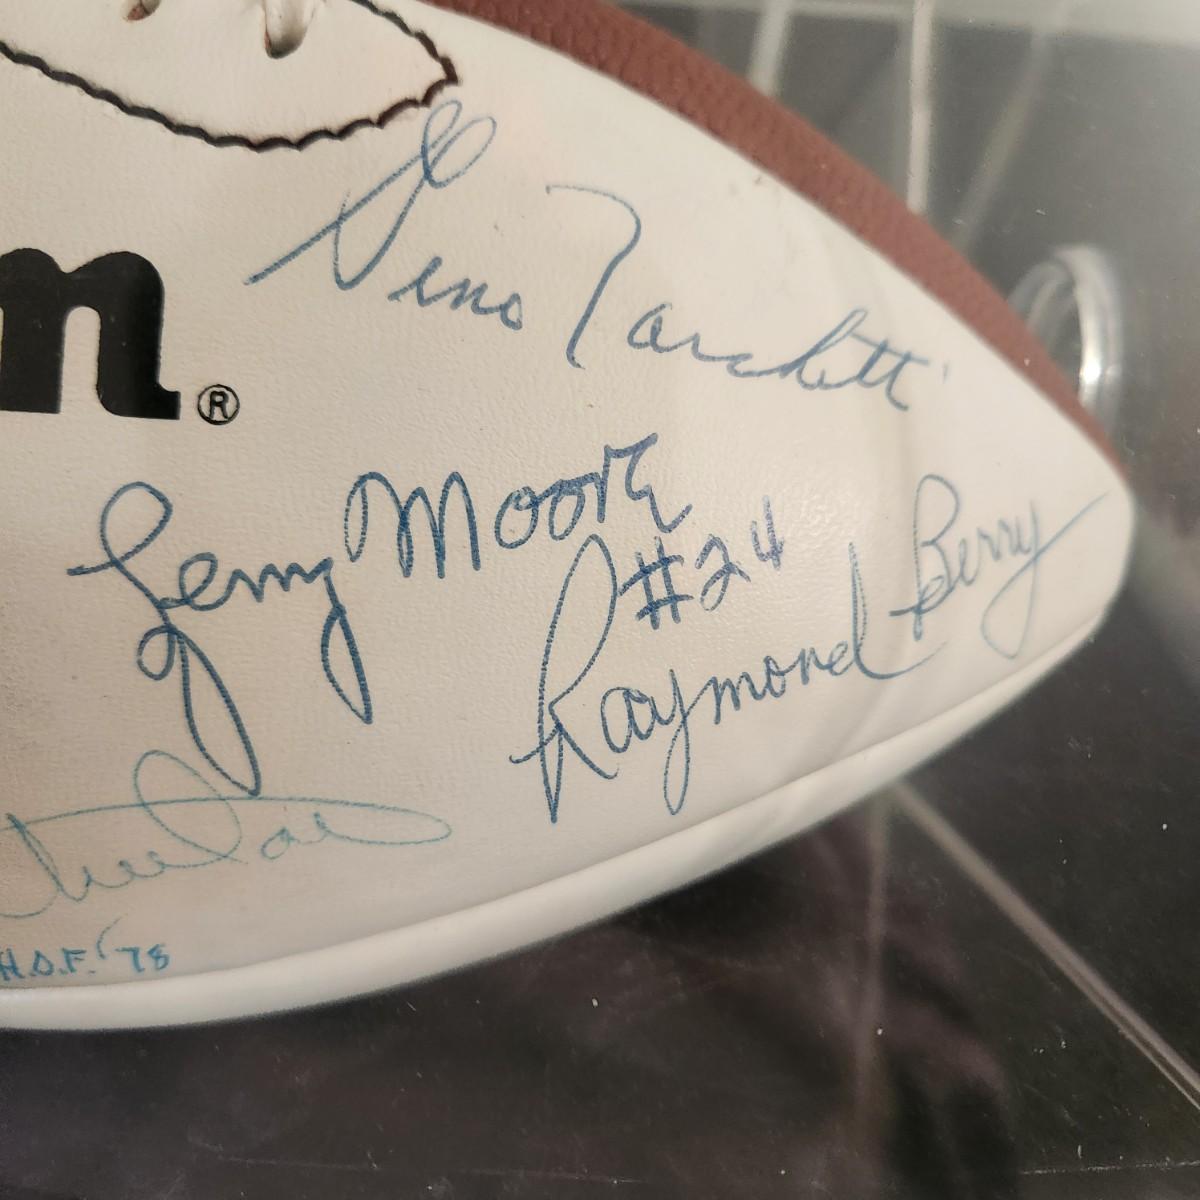 Gino Marchetti
n®
Lenny Moore
#24
Raymond Berry
H.O.F. '78